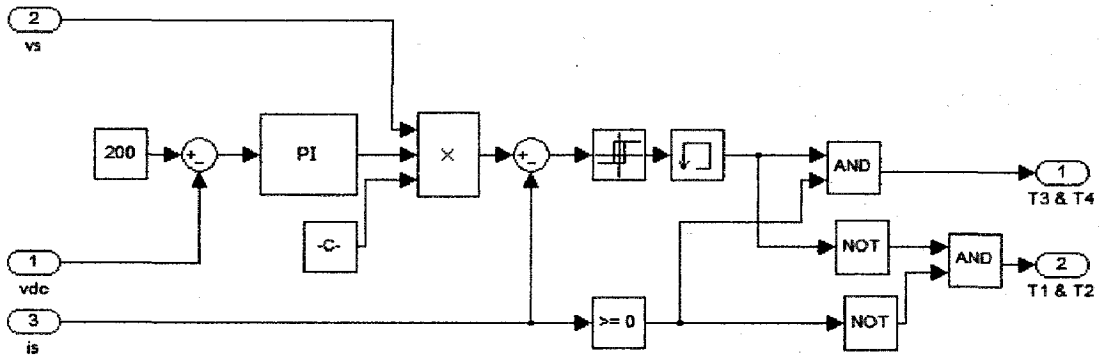 2
vs
200
+
-
PI
×
+
-
-C-
AND
1
T3 & T4
NOT
AND
2
T1 & T2
1
vdc
3
is
>= 0
NOT